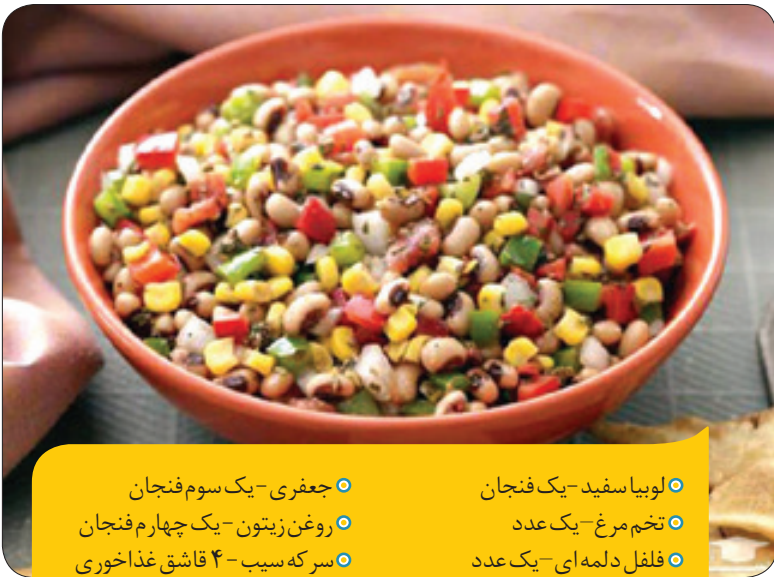 لوبیا سفید - یک فنجان
تخم مرغ - یک عدد
فلفل دلمه ای - یک عدد
جعفری - یک سوم فنجان
روغن زیتون - یک چهارم فنجان
سرکه سیب - ۴ قاشق غذاخوری